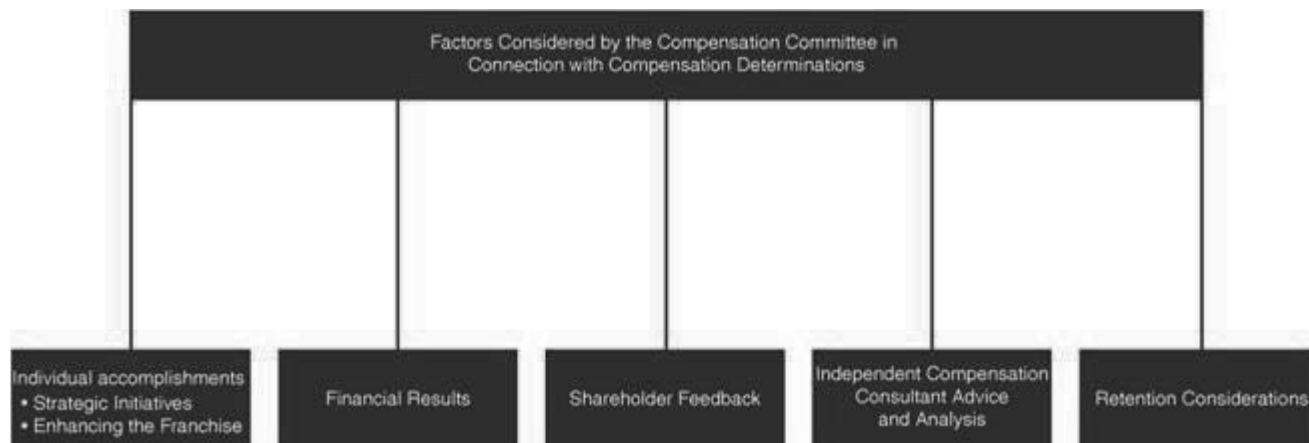 Factors Considered by the Compensation Committee in
Connection with Compensation Determinations
Individual accomplishments
• Strategic Initiatives
• Enhancing the Franchise
Financial Results
Shareholder Feedback
Independent Compensation
Consultant Advice
and Analysis
Retention Considerations